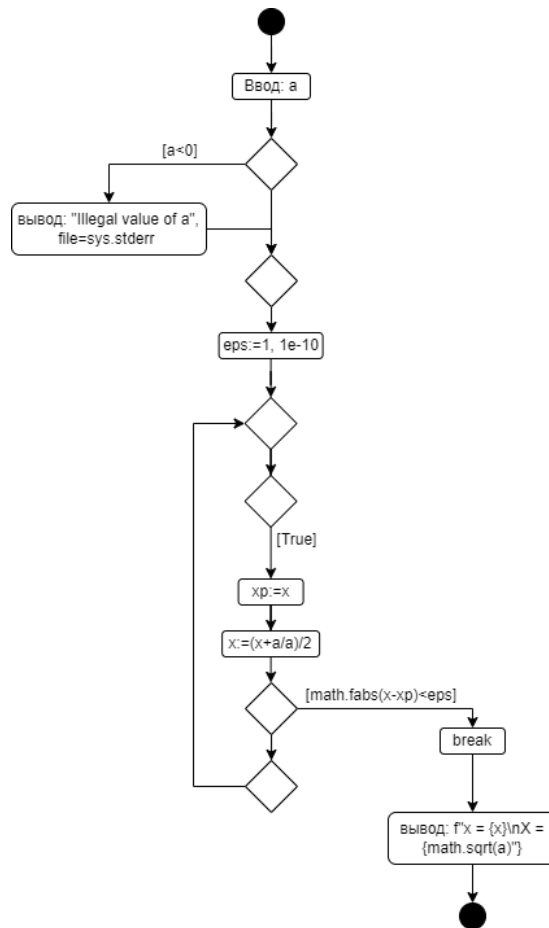 Ввод: a
[a<0]
вывод: "Illegal value of a",
file=sys.stderr
eps:=1, 1e-10
[True]
xp:=x
x:=(x+a/a)/2
[math.fabs(x-xp)<eps]
break
вывод: f"x = {x}\nX =
{math.sqrt(a)"}